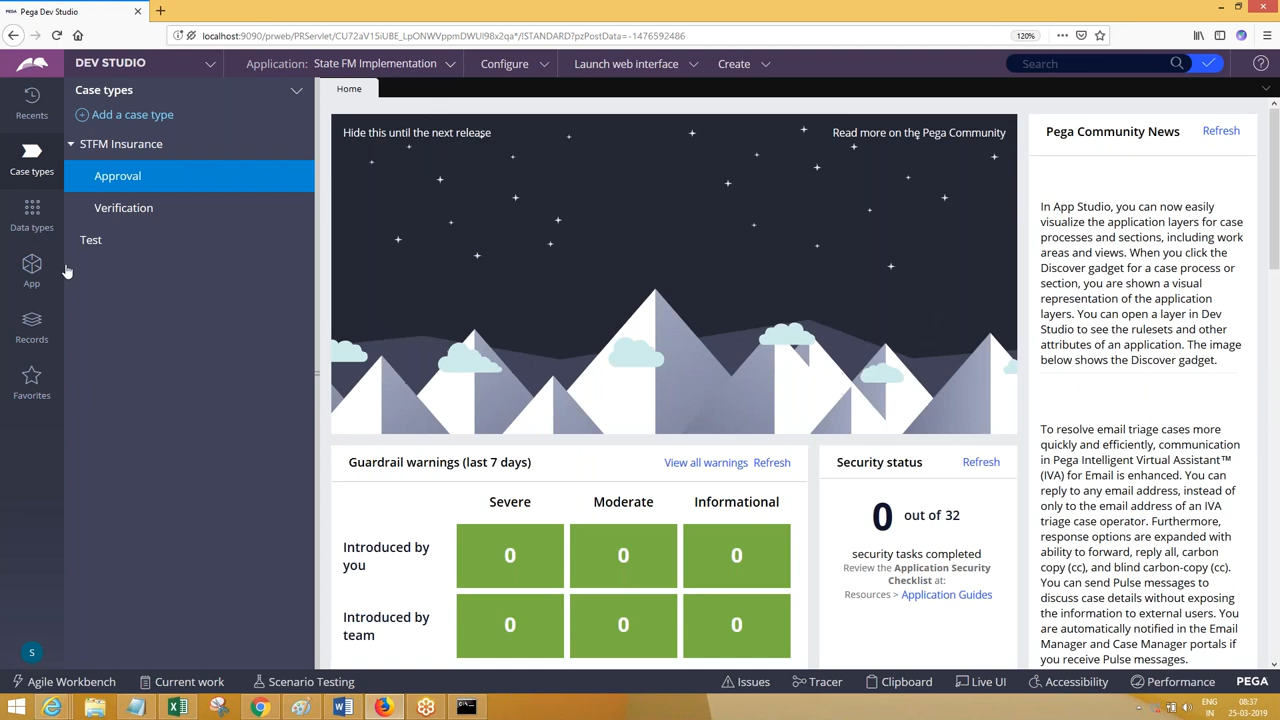 Pega Dev Studio
localhost:9090/prweb/PRServlet/CU72aV15iUBE_LpONWVppmDWUI98x2qa*/!STANDARD?pzPostData=-1476592486
120%
DEV STUDIO
Application: State FM Implementation
Configure
Launch web interface
Create
Search
Recents
Case types
Data types
App
Records
Favorites
S
Case types
Add a case type
STFM Insurance
Approval
Verification
Test
Home
Hide this until the next release
Read more on the Pega Community
Guardrail warnings (last 7 days)
View all warnings Refresh
Severe Moderate Informational
Introduced by you
0 0 0
Introduced by team
0 0 0
Security status
Refresh
0 out of 32
security tasks completed
Review the Application Security
Checklist at:
Resources > Application Guides
Pega Community News
Refresh
In App Studio, you can now easily
visualize the application layers for case
processes and sections, including work
areas and views. When you click the
Discover gadget for a case process or
section, you are shown a visual
representation of the application
layers. You can open a layer in Dev
Studio to see the rulesets and other
attributes of an application. The image
below shows the Discover gadget.
To resolve email triage cases more
quickly and efficiently, communication
in Pega Intelligent Virtual Assistant™
(IVA) for Email is enhanced. You can
reply to any email address, instead of
only to the email address of an IVA
triage case operator. Furthermore,
response options are expanded with
ability to forward, reply all, carbon
copy (cc), and blind carbon-copy (cc).
You can send Pulse messages to
discuss case details without exposing
the information to external users. You
are automatically notified in the Email
Manager and Case Manager portals if
you receive Pulse messages.
Agile Workbench
Current work
Scenario Testing
Issues
Tracer
Clipboard
Live UI
Accessibility
Performance
PEGA
ENG
IN
08:37
25-03-2019